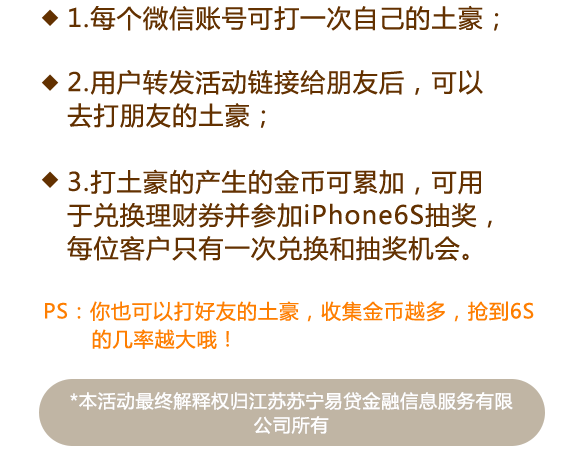 ◆ 1.每个微信账号可打一次自己的土豪；
◆ 2.用户转发活动链接给朋友后，可以
去打朋友的土豪；
◆ 3.打土豪的产生的金币可累加，可用
于兑换理财券并参加iPhone6S抽奖，
每位客户只有一次兑换和抽奖机会。
PS：你也可以打好友的土豪，收集金币越多，抢到6S
的几率越大哦！
*本活动最终解释权归江苏苏宁易贷金融信息服务有限
公司所有